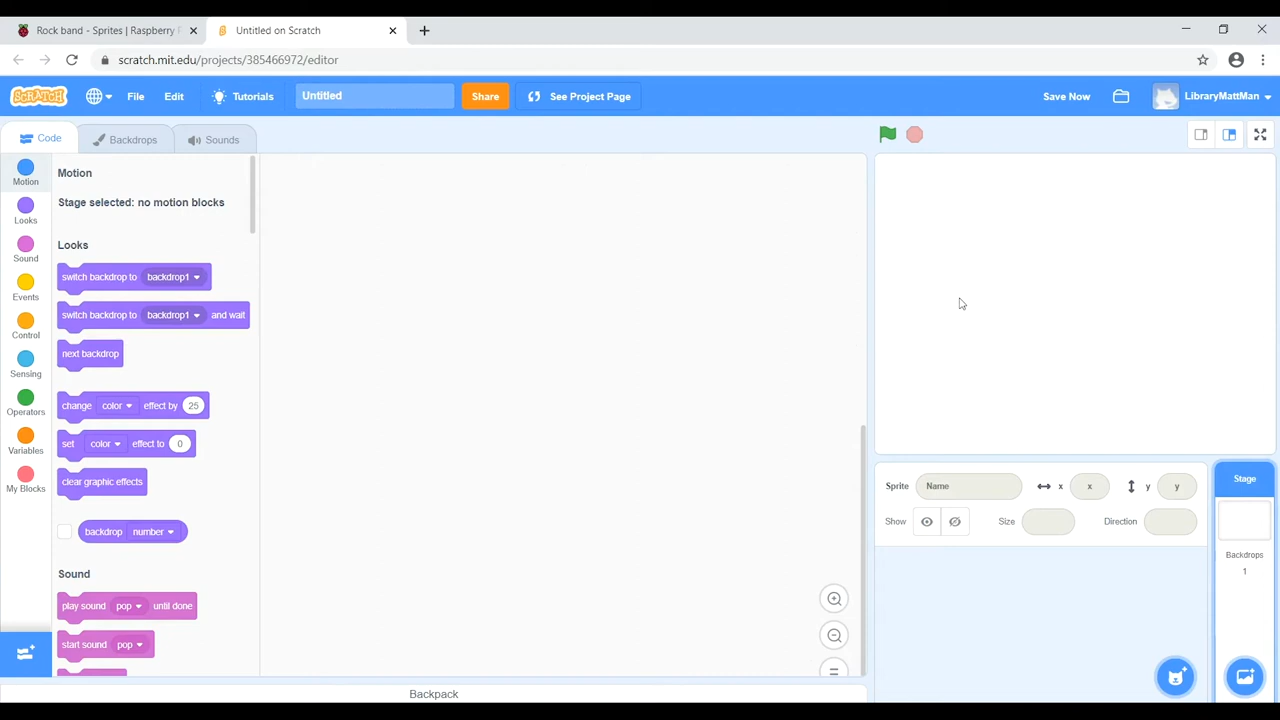 Rock band - Sprites | Raspberry
Untitled on Scratch
scratch.mit.edu/projects/385466972/editor
SCRATCH
File
Edit
Tutorials
Untitled
Share
See Project Page
Save Now
LibraryMattMan
Code
Backdrops
Sounds
Motion
Looks
Sound
Events
Control
Sensing
Operators
Variables
My Blocks
Motion
Stage selected: no motion blocks
Looks
switch backdrop to backdrop1
switch backdrop to backdrop1 and wait
next backdrop
change color effect by 25
set color effect to 0
clear graphic effects
backdrop number
Sound
play sound pop until done
start sound pop
Backpack
Sprite Name x x y y
Show Size Direction
Stage
Backdrops
1